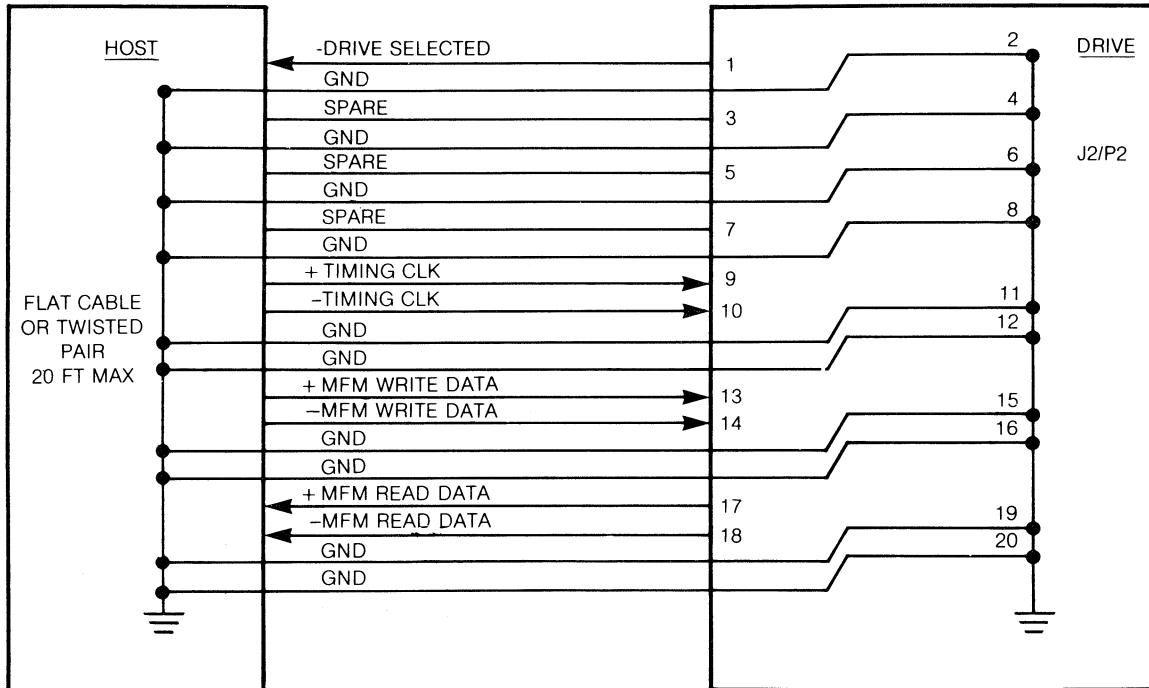 HOST
DRIVE
J2/P2
-DRIVE SELECTED 1
GND 2
SPARE 3
GND 4
SPARE 5
GND 6
SPARE 7
GND 8
+ TIMING CLK 9
–TIMING CLK 10
GND 11
GND 12
+ MFM WRITE DATA 13
–MFM WRITE DATA 14
GND 15
GND 16
+ MFM READ DATA 17
–MFM READ DATA 18
GND 19
GND 20
FLAT CABLE
OR TWISTED
PAIR
20 FT MAX